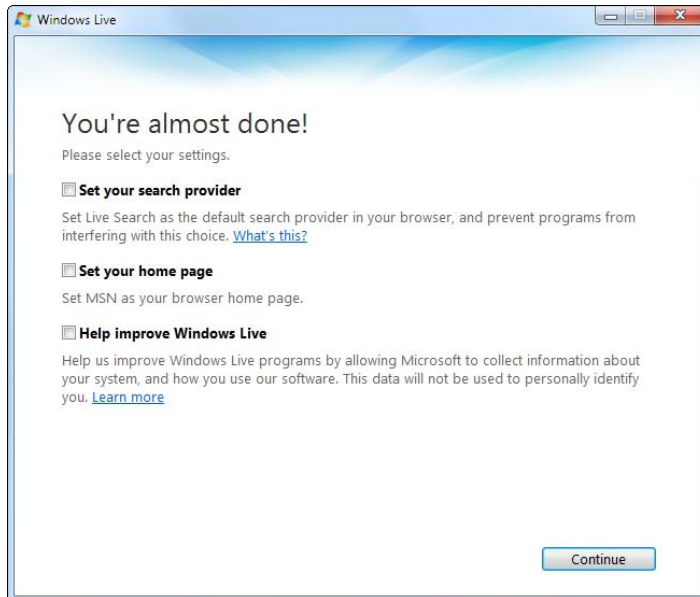 Windows Live
You're almost done!
Please select your settings.
Set your search provider
Set Live Search as the default search provider in your browser, and prevent programs from
interfering with this choice. What's this?
Set your home page
Set MSN as your browser home page.
Help improve Windows Live
Help us improve Windows Live programs by allowing Microsoft to collect information about
your system, and how you use our software. This data will not be used to personally identify
you. Learn more
Continue